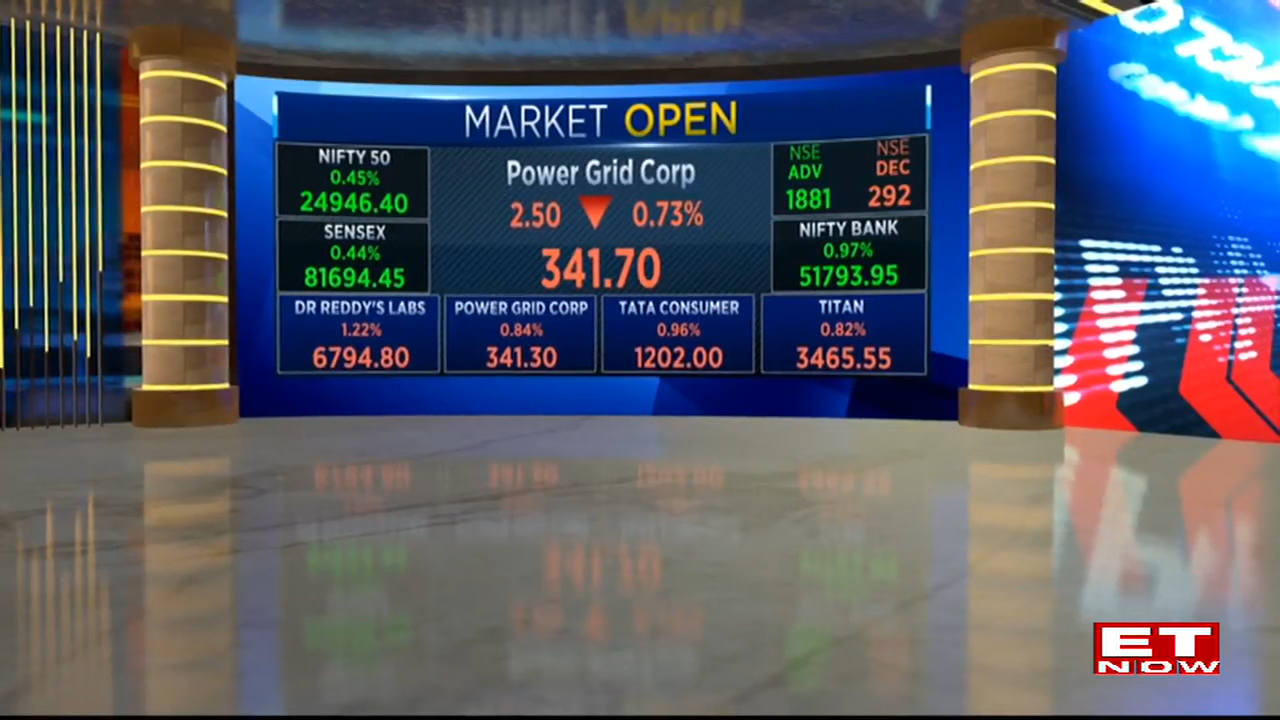 MARKET OPEN
NIFTY 50
0.45%
24946.40
SENSEX
0.44%
81694.45
Power Grid Corp
2.50 0.73%
341.70
NSE ADV
1881
NSE DEC
292
NIFTY BANK
0.97%
51793.95
DR REDDY'S LABS
1.22%
6794.80
POWER GRID CORP
0.84%
341.30
TATA CONSUMER
0.96%
1202.00
TITAN
0.82%
3465.55
ET
NOW